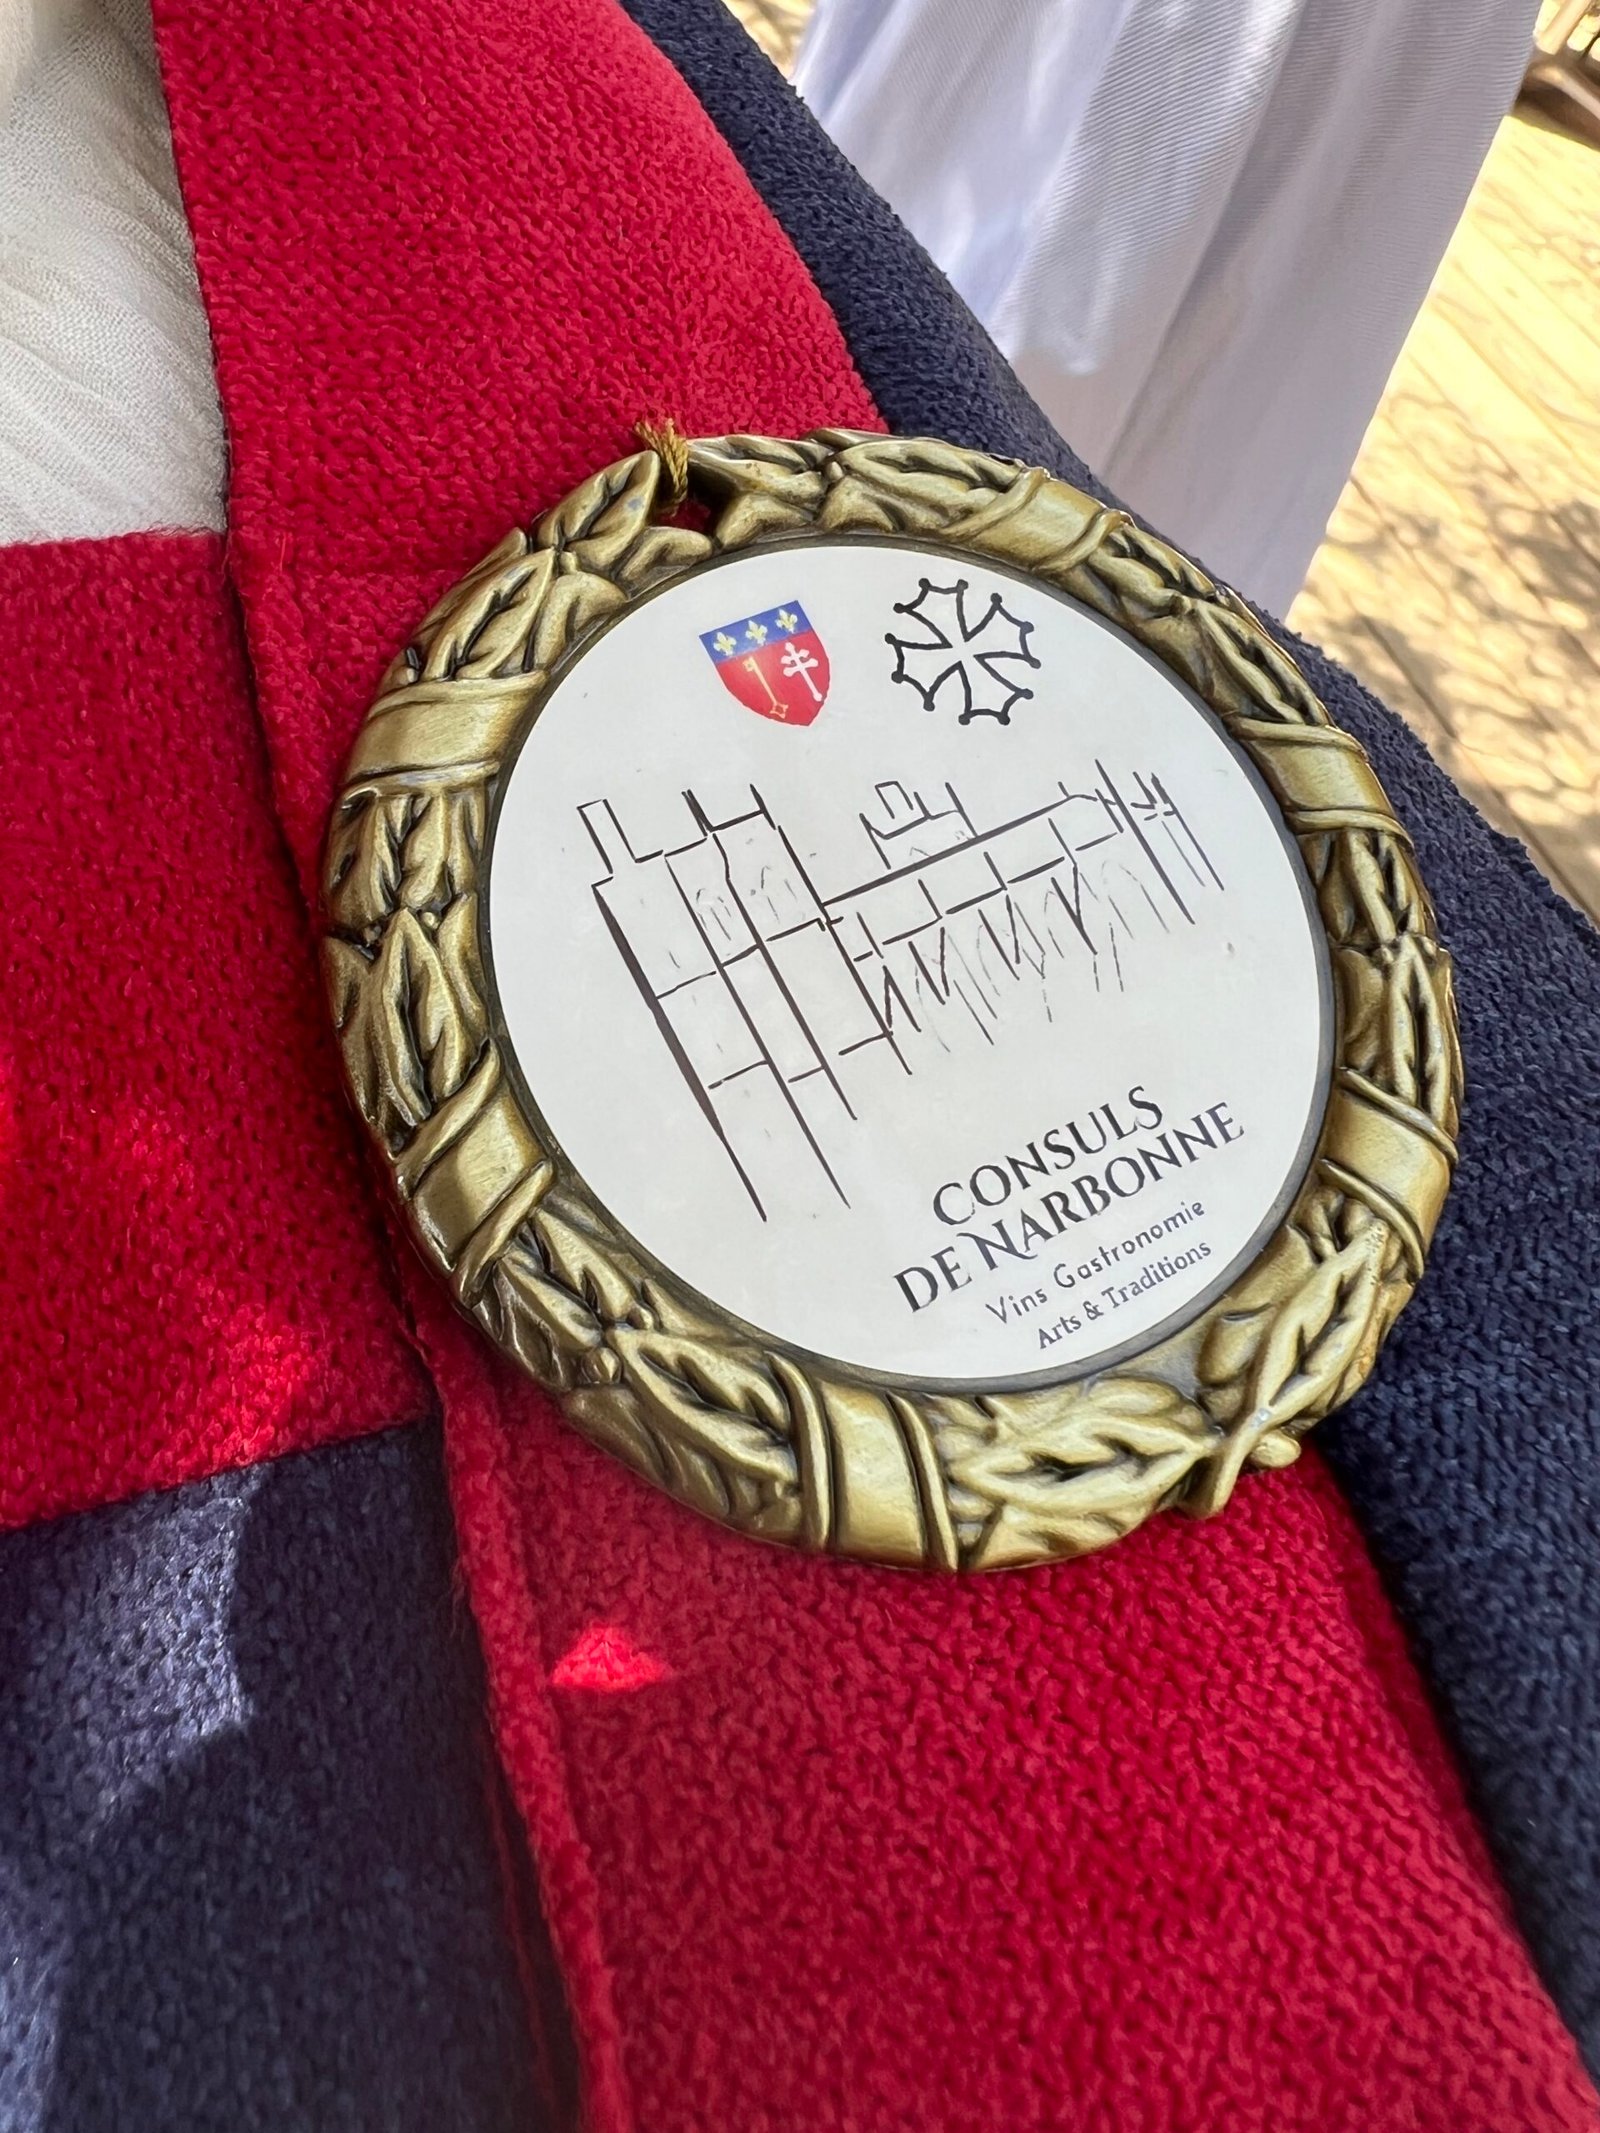 CONSULS
DE NARBONNE
Vins Gastronomie
Arts & Traditions